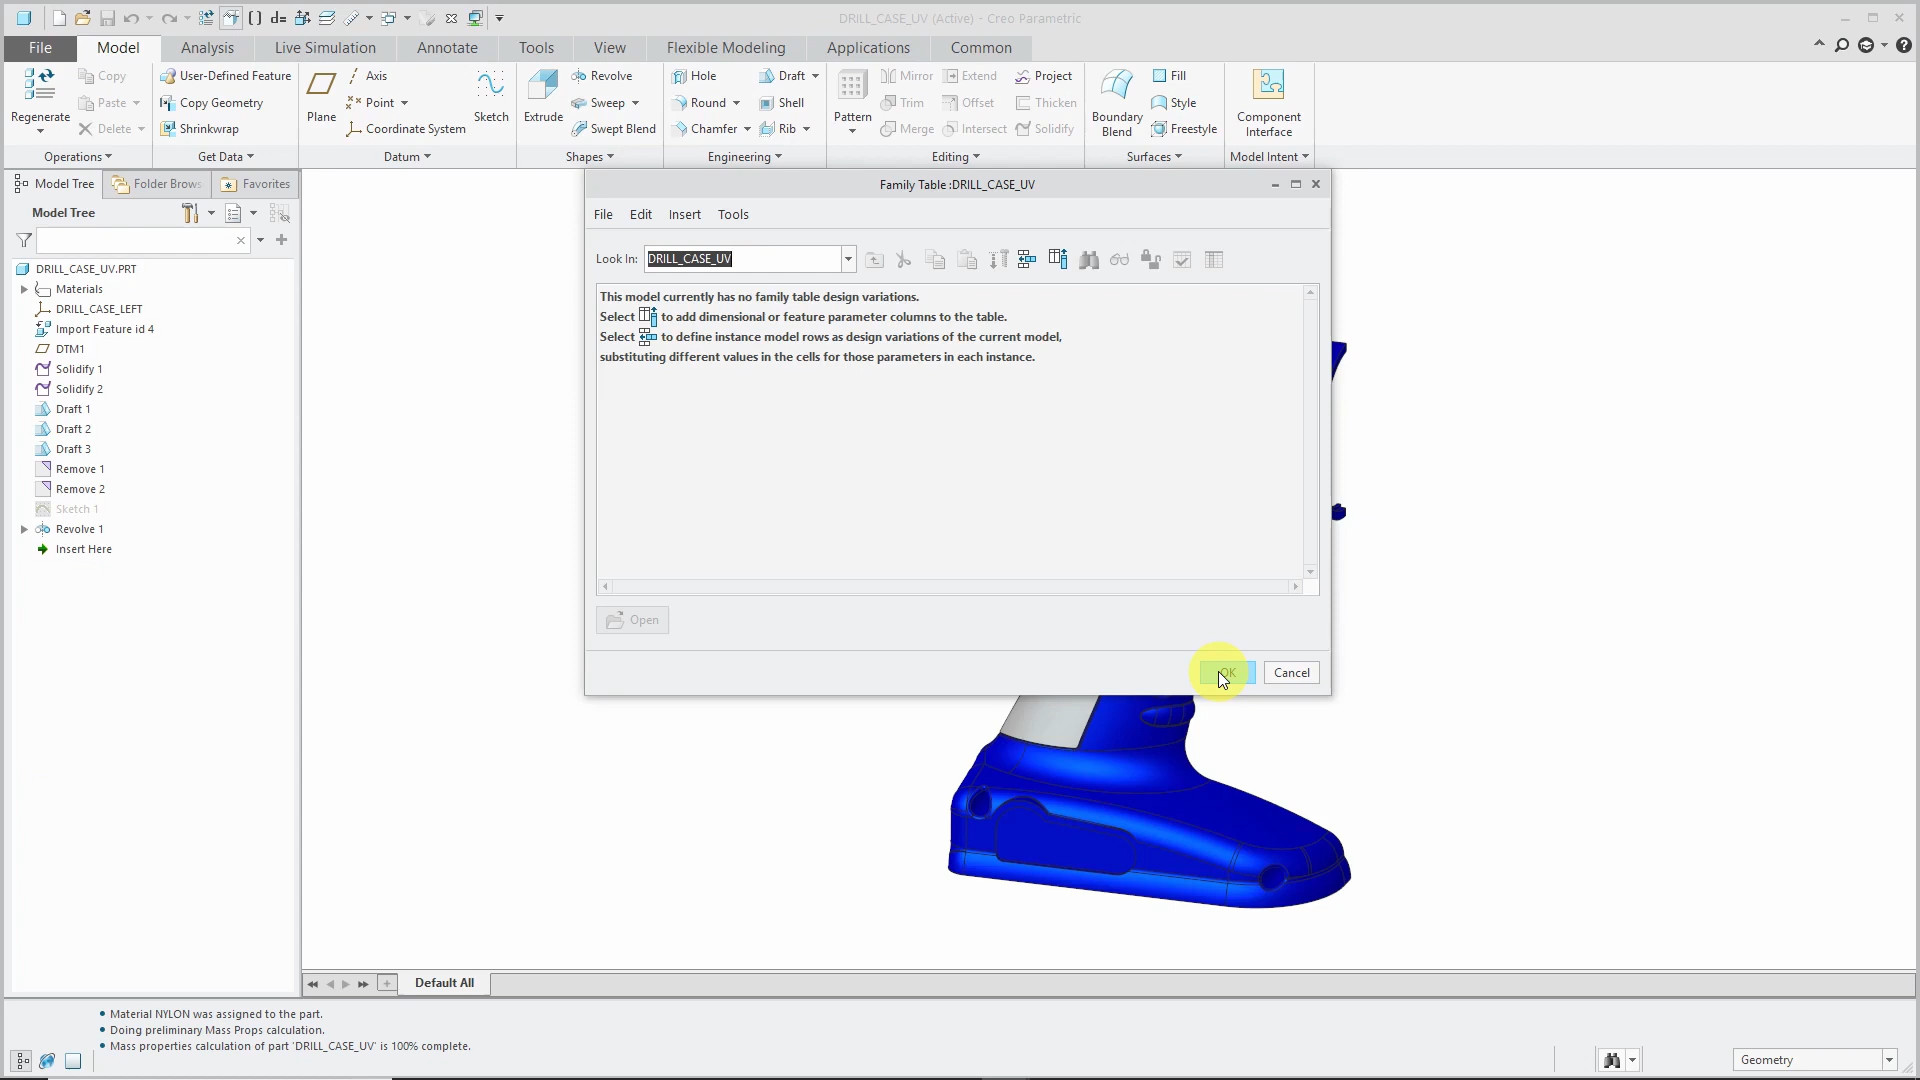 DRILL_CASE_UV (Active) - Creo Parametric
File Model Analysis Live Simulation Annotate Tools View Flexible Modeling Applications Common
Regenerate
Copy
Paste
Delete
Operations
User-Defined Feature
Copy Geometry
Shrinkwrap
Get Data
Plane
Axis
Point
Coordinate System
Sketch
Datum
Extrude
Revolve
Sweep
Swept Blend
Shapes
Hole
Round
Chamfer
Draft
Shell
Rib
Engineering
Pattern
Mirror
Trim
Merge
Extend
Offset
Intersect
Project
Thicken
Solidify
Editing
Boundary
Blend
Fill
Style
Freestyle
Surfaces
Component
Interface
Model Intent
Model Tree Folder Brows Favorites
Model Tree
DRILL_CASE_UV.PRT
Materials
DRILL_CASE_LEFT
Import Feature id 4
DTM1
Solidify 1
Solidify 2
Draft 1
Draft 2
Draft 3
Remove 1
Remove 2
Sketch 1
Revolve 1
Insert Here
Family Table :DRILL_CASE_UV
File Edit Insert Tools
Look In: DRILL_CASE_UV
This model currently has no family table design variations.
Select to add dimensional or feature parameter columns to the table.
Select to define instance model rows as design variations of the current model,
substituting different values in the cells for those parameters in each instance.
Open
OK Cancel
Default All
• Material NYLON was assigned to the part.
• Doing preliminary Mass Props calculation.
• Mass properties calculation of part 'DRILL_CASE_UV' is 100% complete.
Geometry